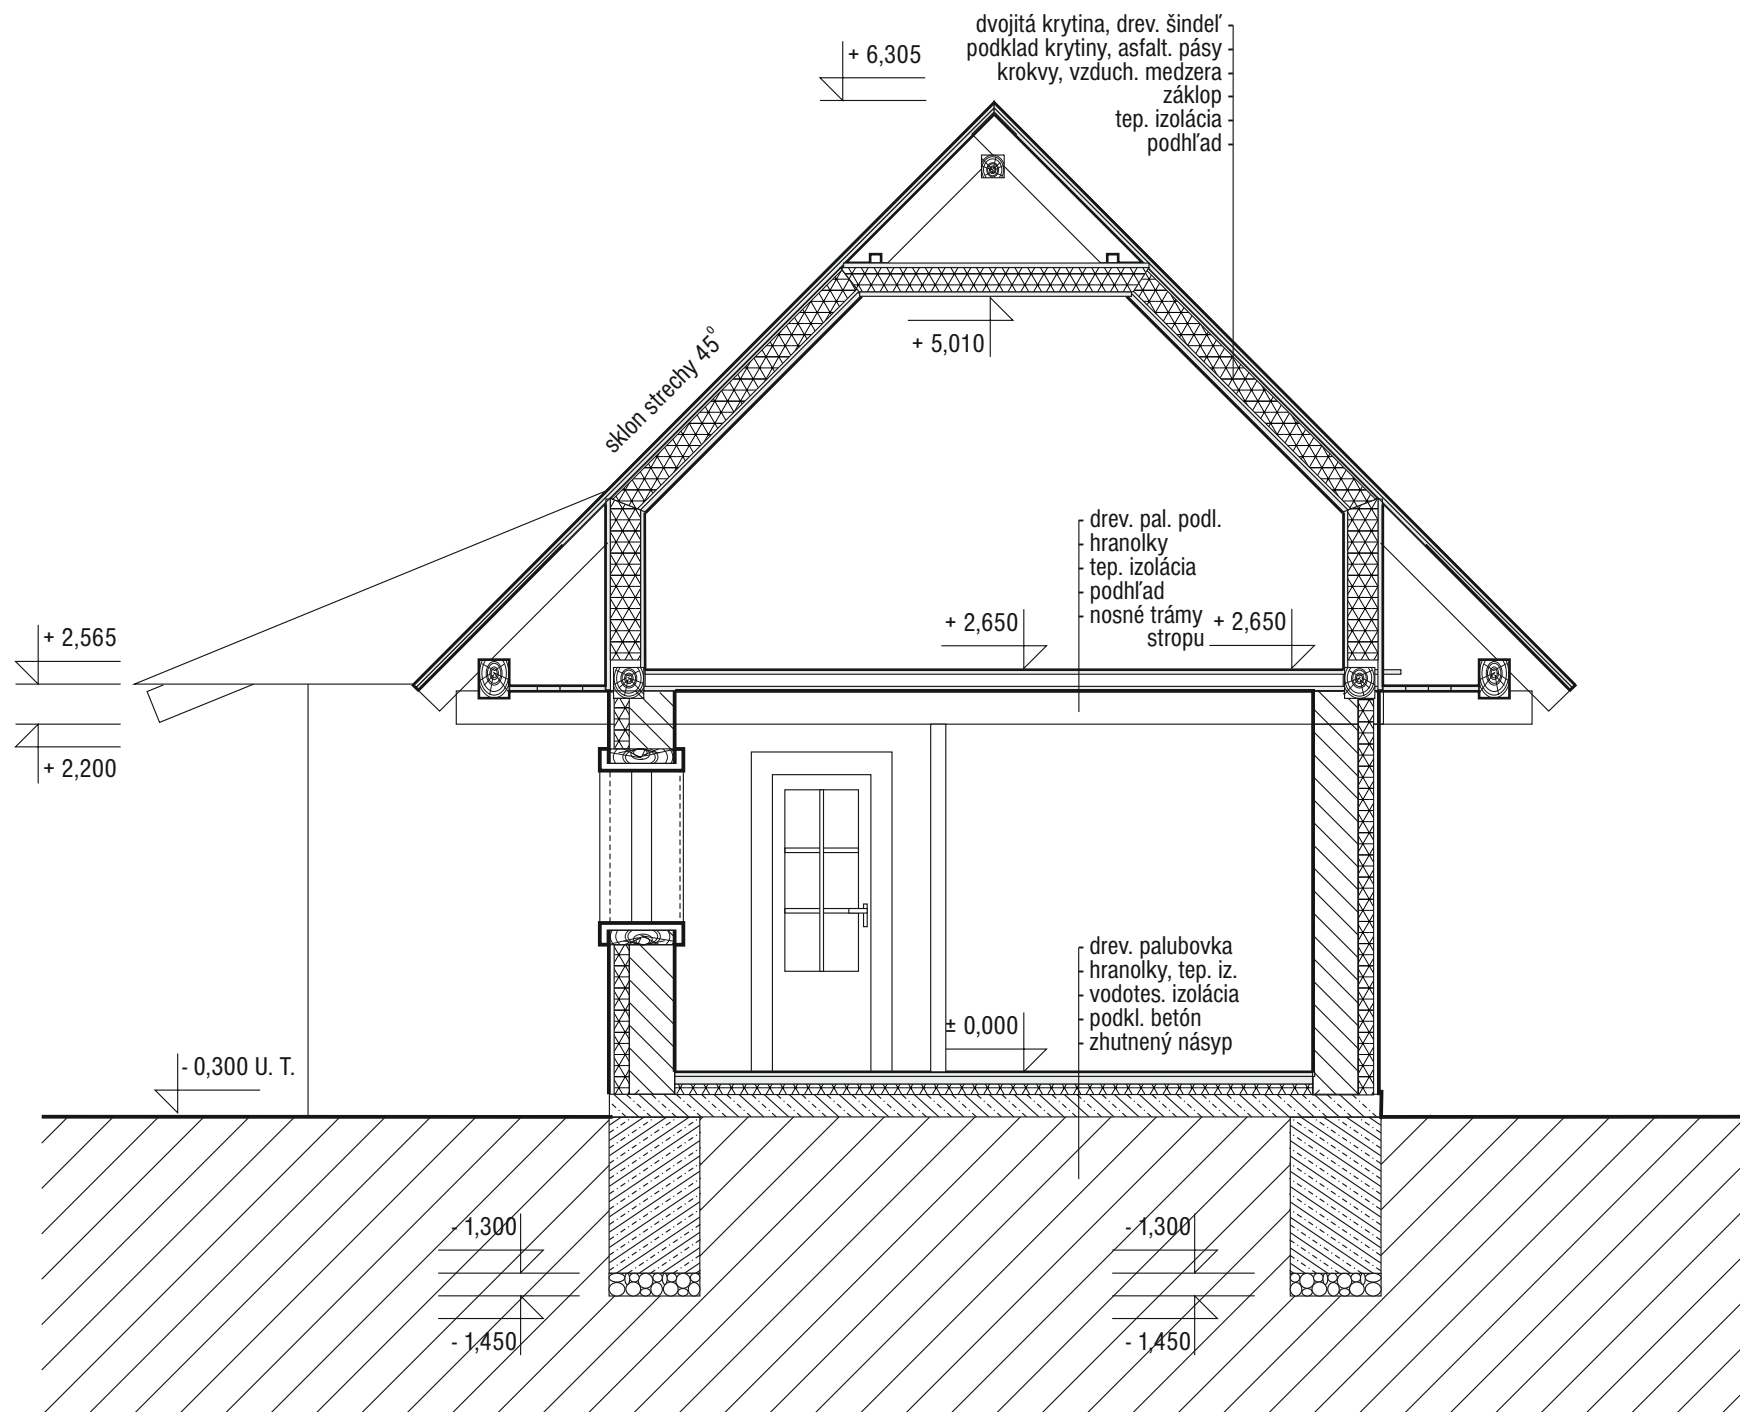 dvojitá krytina, drev. šindeľ
podklad krytiny, asfalt. pásy
krokvy, vzduch. medzera
záklop
tep. izolácia
podhľad
+ 6,305
+ 5,010
sklon strechy 45⁰
drev. pal. podl.
hranolky
tep. izolácia
podhľad
nosné trámy
stropu
+ 2,650
+ 2,650
+ 2,565
+ 2,200
drev. palubovka
hranolky, tep. iz.
vodotes. izolácia
podkl. betón
zhutnený násyp
± 0,000
- 0,300 U. T.
- 1,300
- 1,300
- 1,450
- 1,450